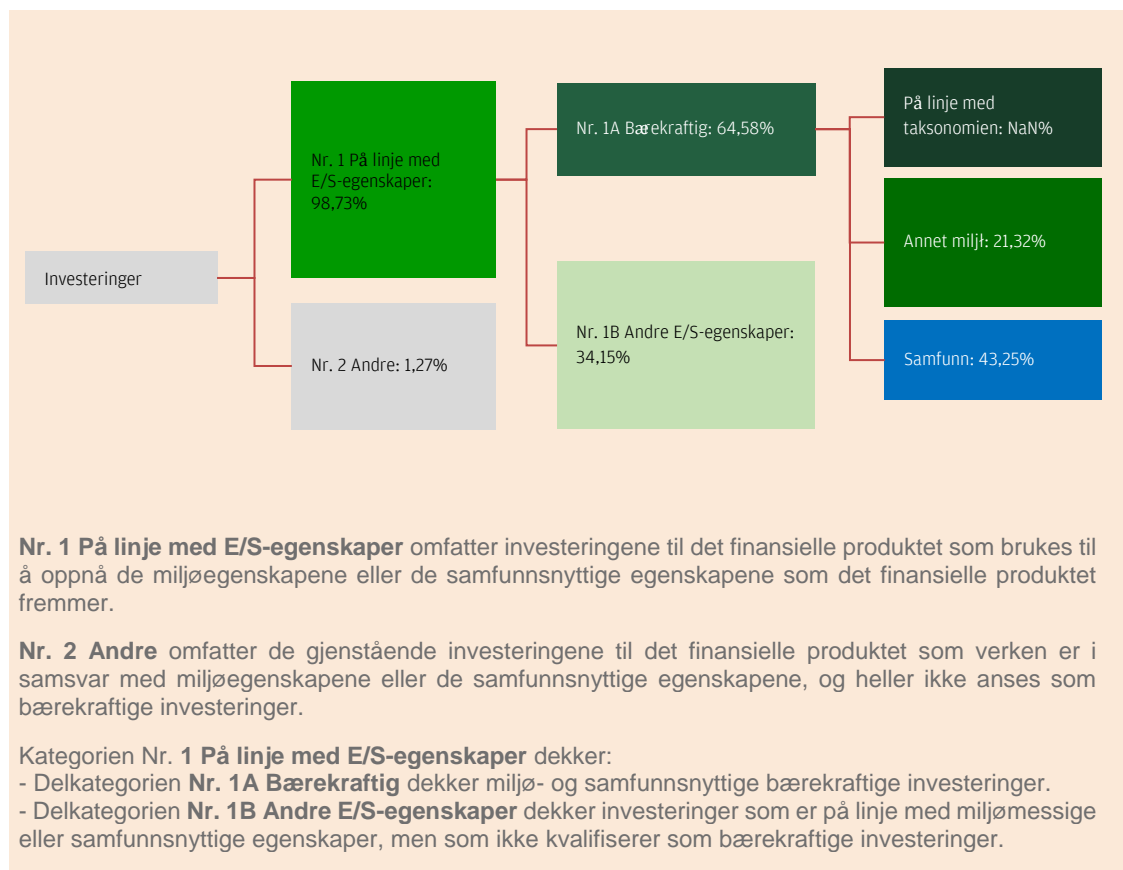 På linje med
taksonomien: NaN%
Nr. 1A Bærekraftig: 64,58%
Nr. 1 På linje med
E/S-egenskaper:
98,73%
Annet miljł: 21,32%
Investeringer
Nr. 1B Andre E/S-egenskaper:
34,15%
Samfunn: 43,25%
Nr. 2 Andre: 1,27%
Nr. 1 På linje med E/S-egenskaper omfatter investeringene til det finansielle produktet som brukes til
å oppnå de miljøegenskapene eller de samfunnsnyttige egenskapene som det finansielle produktet
fremmer.
Nr. 2 Andre omfatter de gjenstående investeringene til det finansielle produktet som verken er i
samsvar med miljøegenskapene eller de samfunnsnyttige egenskapene, og heller ikke anses som
bærekraftige investeringer.
Kategorien Nr. 1 På linje med E/S-egenskaper dekker:
- Delkategorien Nr. 1A Bærekraftig dekker miljø- og samfunnsnyttige bærekraftige investeringer.
- Delkategorien Nr. 1B Andre E/S-egenskaper dekker investeringer som er på linje med miljømessige
eller samfunnsnyttige egenskaper, men som ikke kvalifiserer som bærekraftige investeringer.